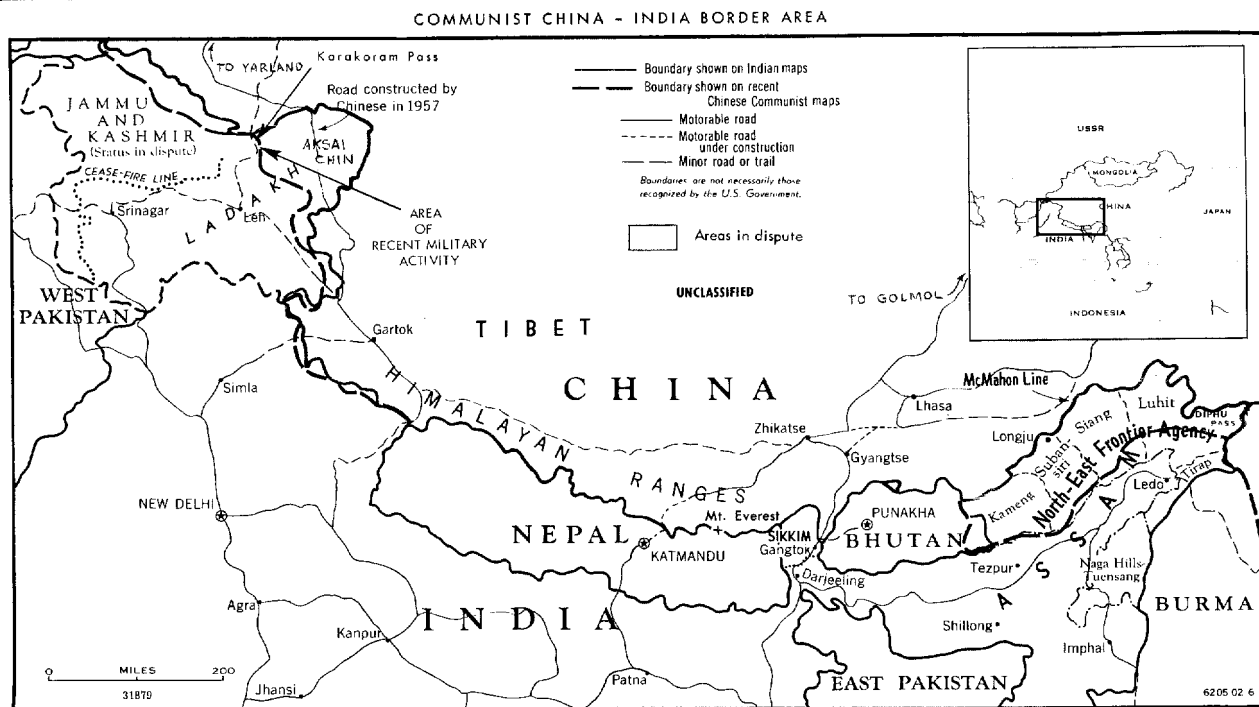 COMMUNIST CHINA - INDIA BORDER AREA
TO YARLAND
Karakoram Pass
Road constructed by
Chinese in 1957
JAMMU
AND
KASHMIR
(Status in dispute)
AKSAI
CHIN
CEASE-FIRE LINE
Srinagar
LADAKH
Leh
AREA
OF
RECENT MILITARY
ACTIVITY
WEST
PAKISTAN
Boundary shown on Indian maps
Boundary shown on recent
Chinese Communist maps
Motorable road
Motorable road
under construction
Minor road or trail
Boundaries are not necessarily those
recognized by the U.S. Government.
Areas in dispute
UNCLASSIFIED
USSR
MONGOLIA
CHINA
JAPAN
INDIA
INDONESIA
TO GOLMOL
Gartok
TIBET
CHINA
Simla
HIMALAYAN RANGES
McMahon Line
Lhasa
Zhikatse
Gyangtse
Longju
Luhit
DIPHU
PASS
Siang
Suban-
siri
Kameng
North-East Frontier Agency
Tirap
Ledo
NEW DELHI
NEPAL
Mt. Everest
KATMANDU
SIKKIM
Gangtok
PUNAKHA
BHUTAN
Darjeeling
Tezpur
ASSAM
Naga Hills-
Tuensang
BURMA
Agra
INDIA
Kanpur
Shillong
Imphal
Jhansi
Patna
EAST PAKISTAN
0 MILES 200
31879
6205 02 6